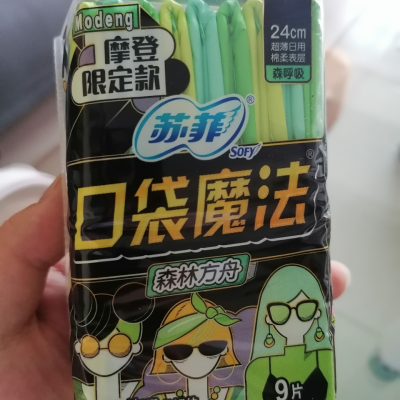 Modeng
摩登
限定款
24cm
超薄日用
棉柔表层
森呼吸
苏菲®
SOFY
口袋魔法®
森林方舟
9片